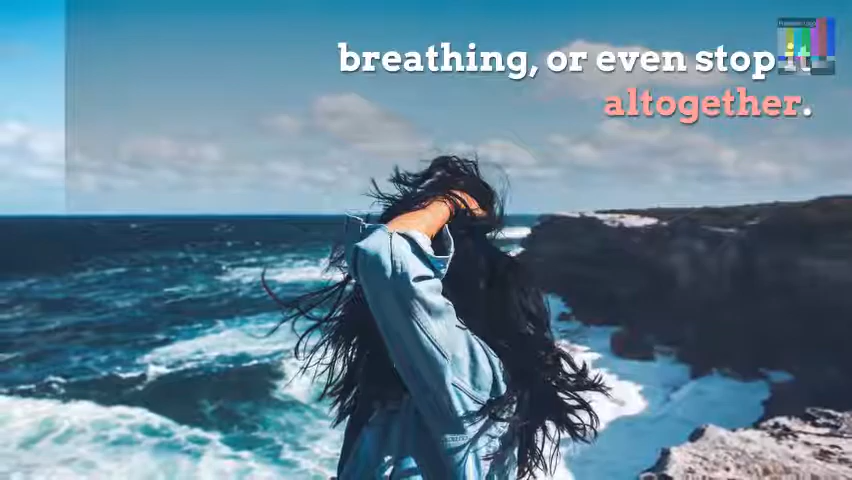 breathing, or even stop it
altogether.